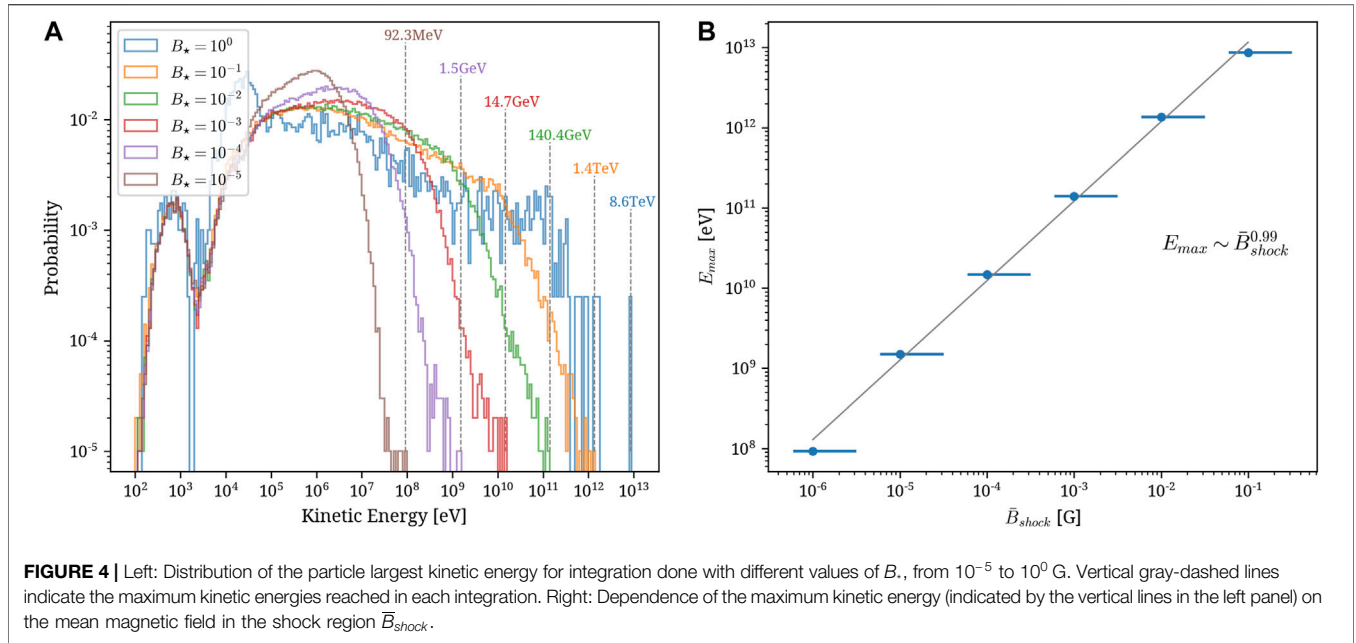 A
B
B⋆ = 10⁰
B⋆ = 10⁻¹
B⋆ = 10⁻²
B⋆ = 10⁻³
B⋆ = 10⁻⁴
B⋆ = 10⁻⁵
92.3MeV
1.5GeV
14.7GeV
140.4GeV
1.4TeV
8.6TeV
Probability
10⁻²
10⁻³
10⁻⁴
10⁻⁵
10² 10³ 10⁴ 10⁵ 10⁶ 10⁷ 10⁸ 10⁹ 10¹⁰ 10¹¹ 10¹² 10¹³
Kinetic Energy [eV]
E_max [eV]
10¹³
10¹²
10¹¹
10¹⁰
10⁹
10⁸
E_max ∼ B̄_shock^0.99
10⁻⁶ 10⁻⁵ 10⁻⁴ 10⁻³ 10⁻² 10⁻¹
B̄_shock [G]
FIGURE 4 | Left: Distribution of the particle largest kinetic energy for integration done with different values of B⋆, from 10⁻⁵ to 10⁰ G. Vertical gray-dashed lines
indicate the maximum kinetic energies reached in each integration. Right: Dependence of the maximum kinetic energy (indicated by the vertical lines in the left panel) on
the mean magnetic field in the shock region B̄_shock.